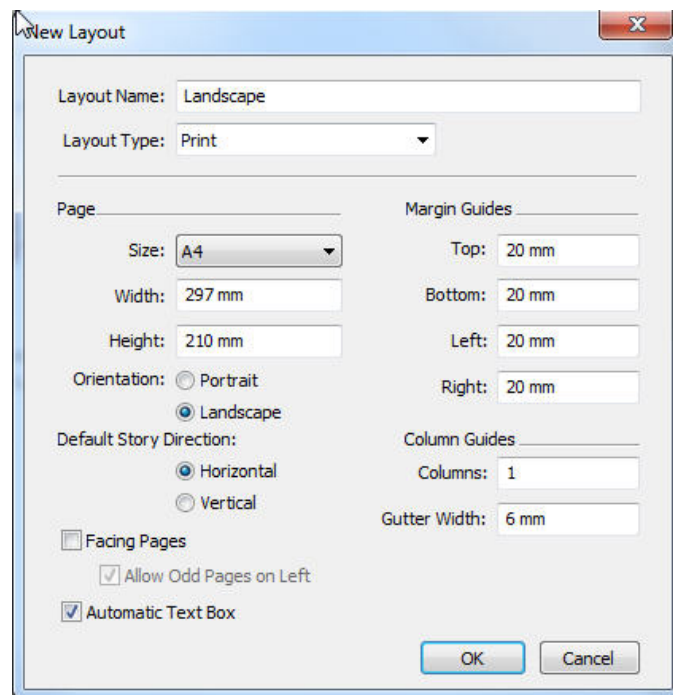 New Layout
Layout Name: Landscape
Layout Type: Print
Page
Size: A4
Width: 297 mm
Height: 210 mm
Orientation: Portrait
Landscape
Default Story Direction:
Horizontal
Vertical
Facing Pages
Allow Odd Pages on Left
Automatic Text Box
Margin Guides
Top: 20 mm
Bottom: 20 mm
Left: 20 mm
Right: 20 mm
Column Guides
Columns: 1
Gutter Width: 6 mm
OK
Cancel